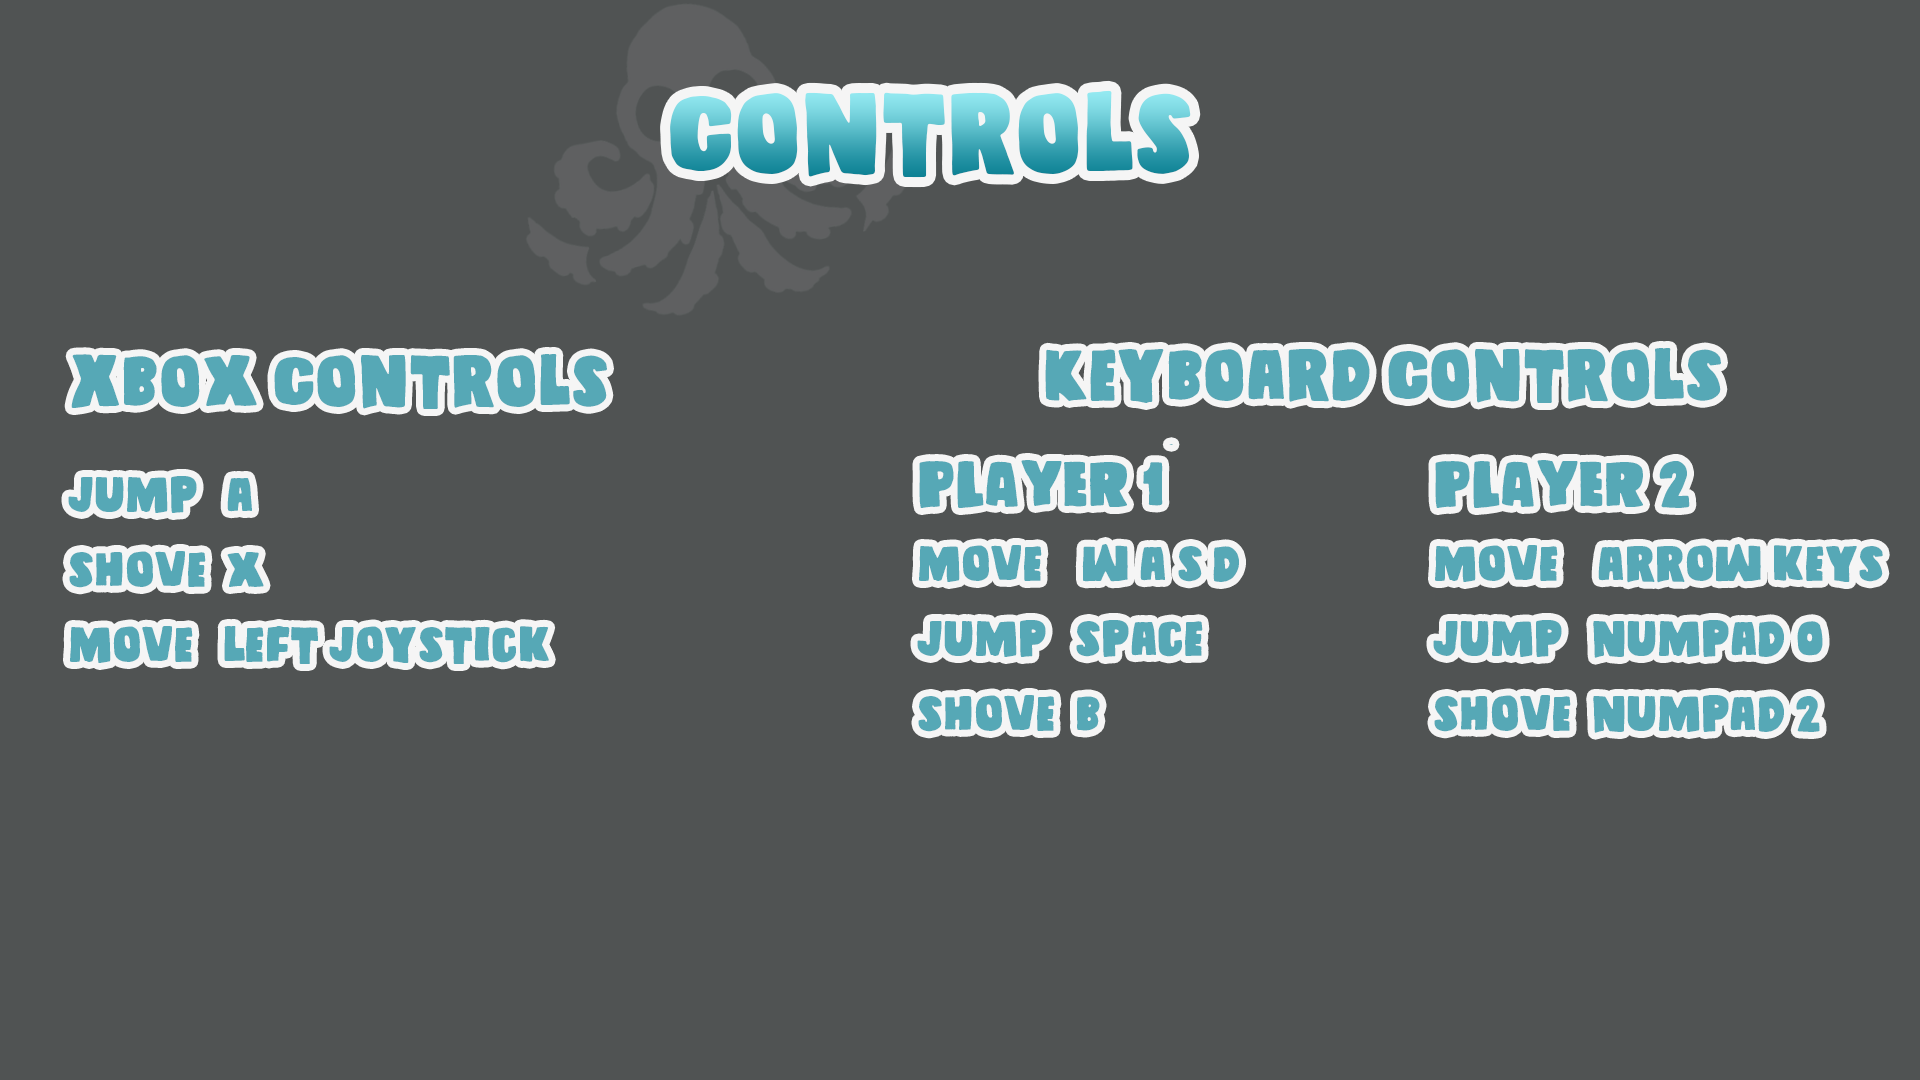 CONTROLS
XBOX CONTROLS
JUMP A
SHOVE X
MOVE LEFT JOYSTICK
KEYBOARD CONTROLS
PLAYER 1
MOVE W A S D
JUMP SPACE
SHOVE B
PLAYER 2
MOVE ARROW KEYS
JUMP NUMPAD 0
SHOVE NUMPAD 2